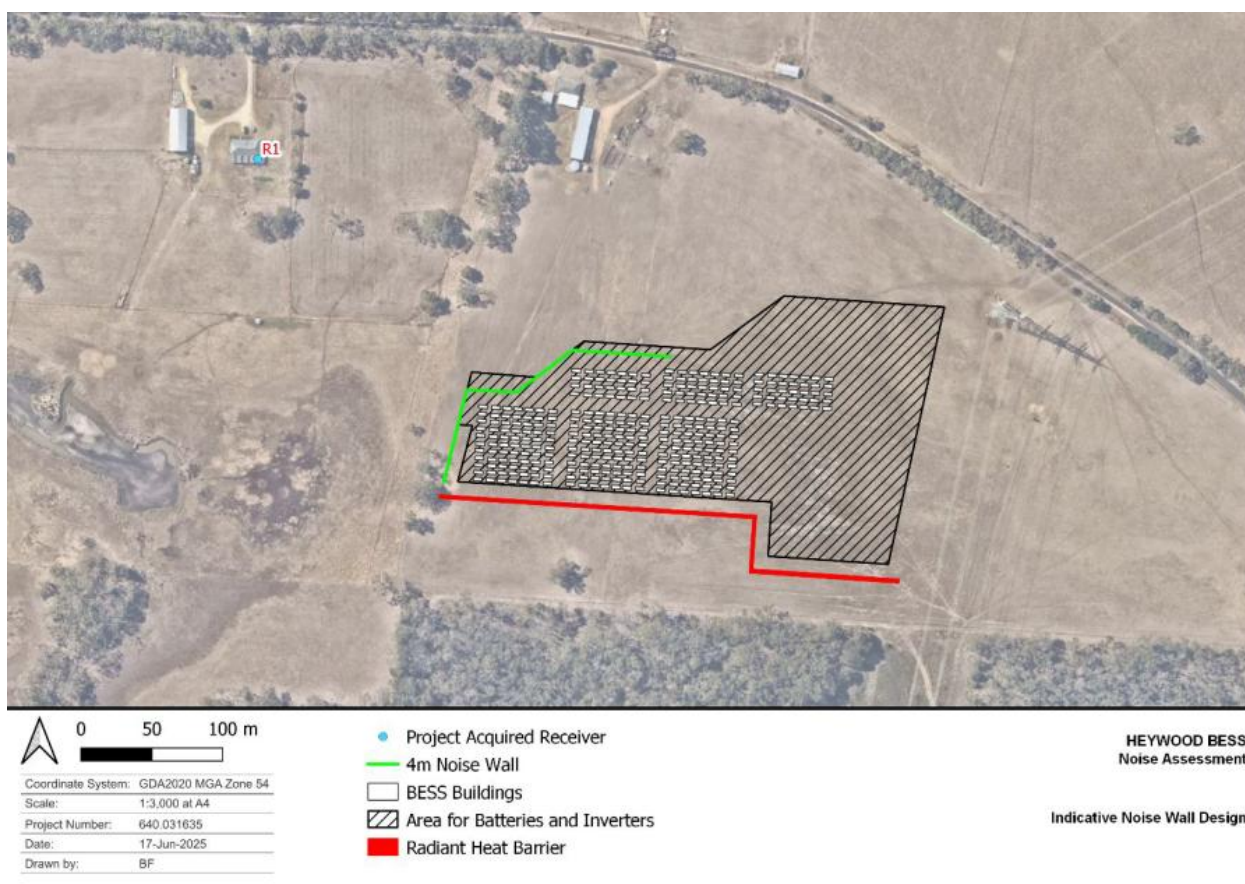 R1
0 50 100 m
Coordinate System: GDA2020 MGA Zone 54
Scale: 1:3,000 at A4
Project Number: 640.031635
Date: 17-Jun-2025
Drawn by: BF
Project Acquired Receiver
4m Noise Wall
BESS Buildings
Area for Batteries and Inverters
Radiant Heat Barrier
HEYWOOD BESS
Noise Assessment
Indicative Noise Wall Design